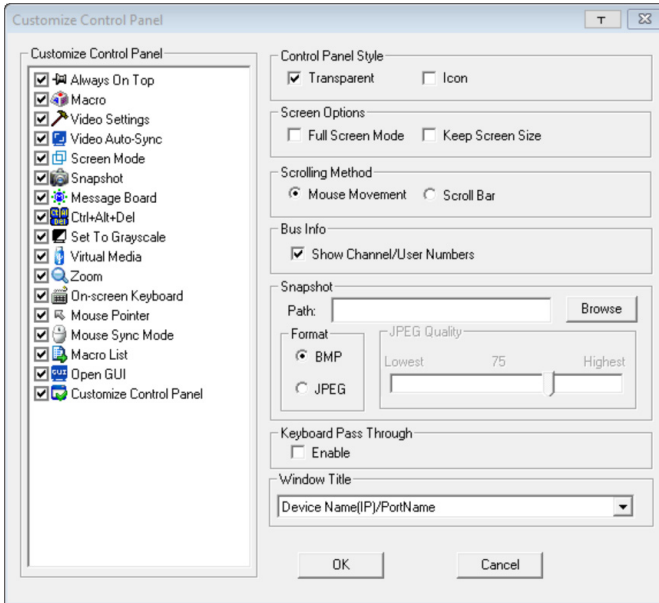 Customize Control Panel
T
Customize Control Panel
Always On Top
Macro
Video Settings
Video Auto-Sync
Screen Mode
Snapshot
Message Board
Ctrl+Alt+Del
Set To Grayscale
Virtual Media
Zoom
On-screen Keyboard
Mouse Pointer
Mouse Sync Mode
Macro List
Open GUI
Customize Control Panel
Control Panel Style
Transparent Icon
Screen Options
Full Screen Mode Keep Screen Size
Scrolling Method
Mouse Movement Scroll Bar
Bus Info
Show Channel/User Numbers
Snapshot
Path: Browse
Format
BMP
JPEG
JPEG Quality
Lowest 75 Highest
Keyboard Pass Through
Enable
Window Title
Device Name(IP)/PortName
OK Cancel